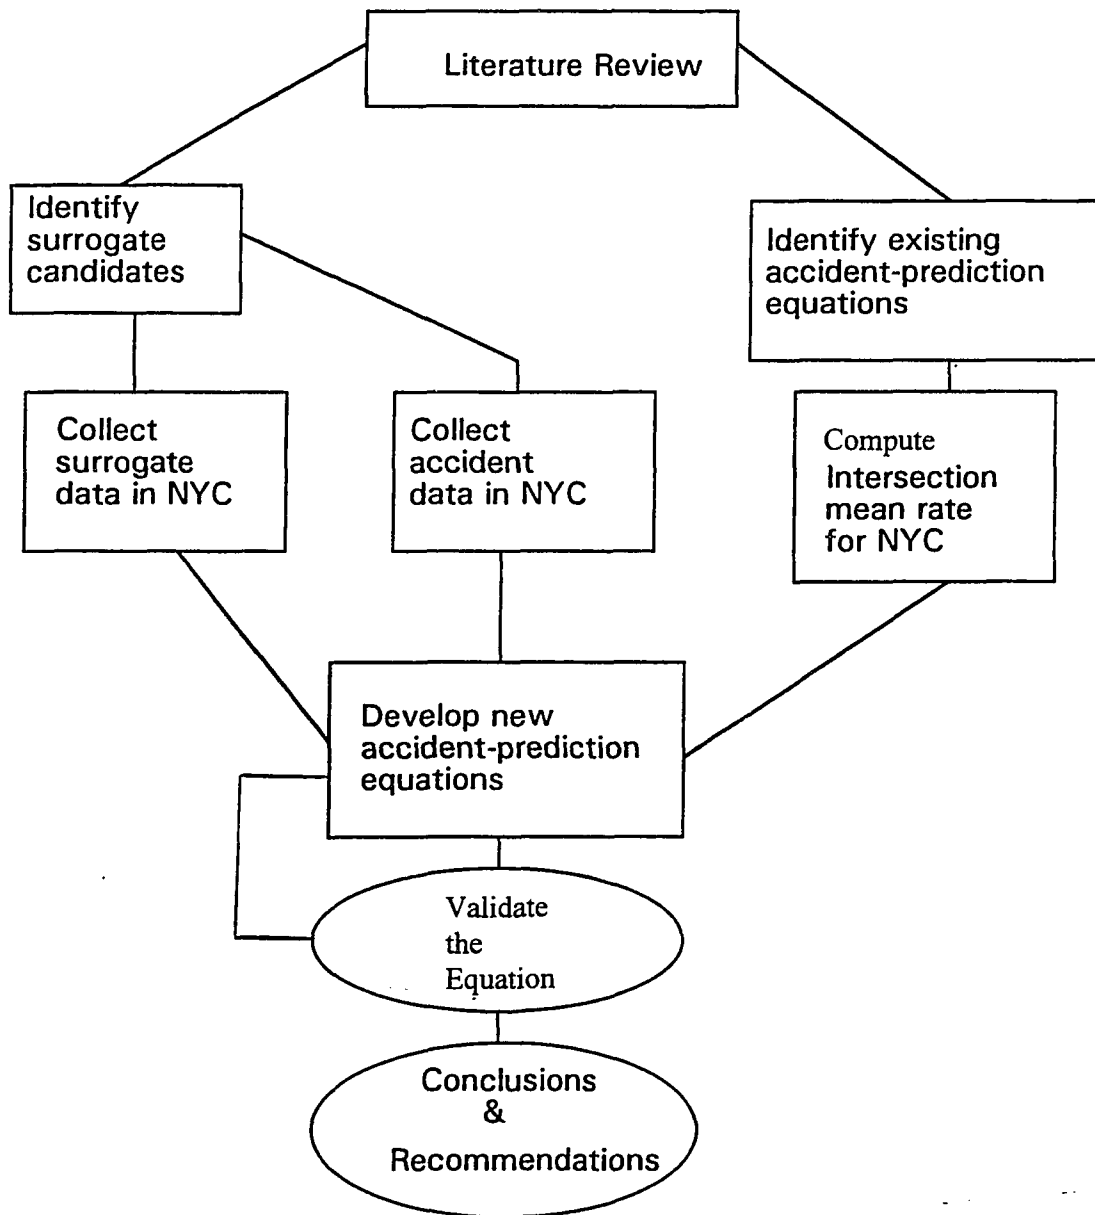 Literature Review
Identify
surrogate
candidates
Identify existing
accident-prediction
equations
Collect
surrogate
data in NYC
Collect
accident
data in NYC
Compute
Intersection
mean rate
for NYC
Develop new
accident-prediction
equations
Validate
the
Equation
Conclusions
&
Recommendations